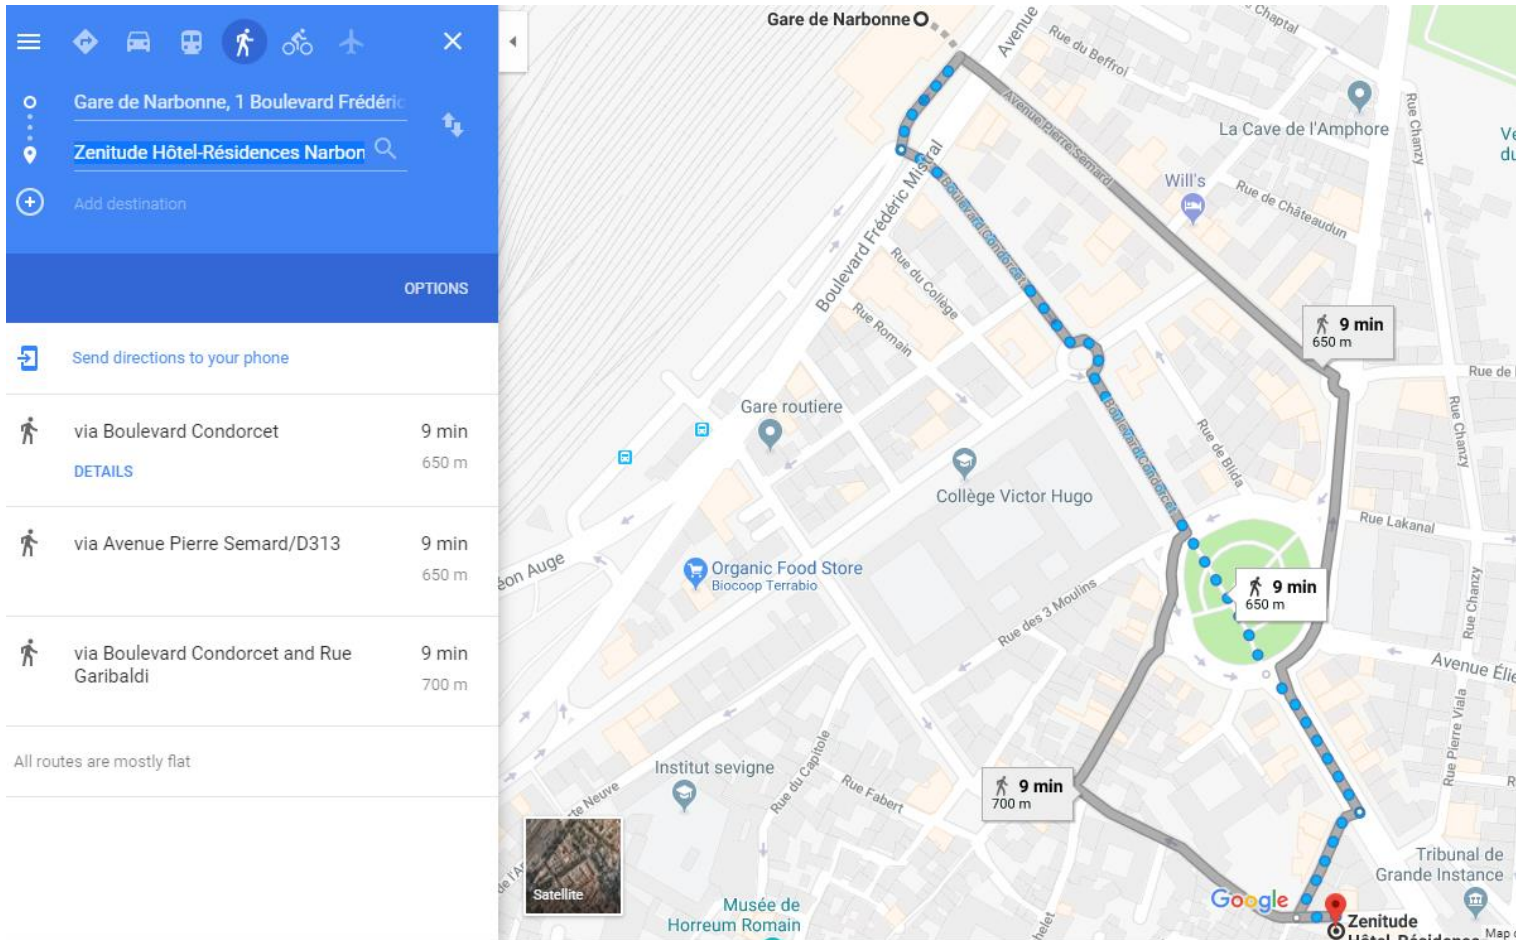 Gare de Narbonne, 1 Boulevard Frédéric
Zenitude Hôtel-Résidences Narbon
Add destination
OPTIONS
Send directions to your phone
via Boulevard Condorcet
9 min
650 m
DETAILS
via Avenue Pierre Semard/D313
9 min
650 m
via Boulevard Condorcet and Rue
Garibaldi
9 min
700 m
All routes are mostly flat
Gare de Narbonne
Avenue
Rue du Beffroi
Chaptal
Avenue Pierre Semard
La Cave de l'Amphore
Rue Chanzy
Will's
Rue de Châteaudun
Boulevard Frédéric Mistral
Boulevard Condorcet
Rue du Collège
Rue Romain
9 min
650 m
Rue de
Gare routiere
Rue Chanzy
Boulevard Condorcet
Rue de Blida
Collège Victor Hugo
Rue Lakanal
Auge
Organic Food Store
Biocoop Terrabio
9 min
650 m
Rue des 3 Moulins
Rue Chanzy
Avenue
Rue Pierre Viala
Institut sevigne
Rue du Capitole
Rue Fabert
9 min
700 m
Neuve
Satellite
Tribunal de
Grande Instance
Google
Musée de
Horreum Romain
Zenitude
Hôtel-Résidence
Map